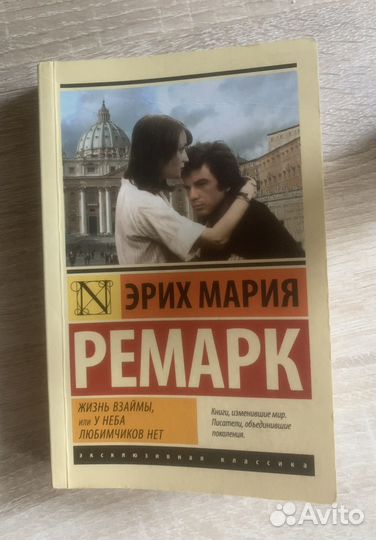 N
ЭРИХ МАРИЯ
РЕМАРК
ЖИЗНЬ ВЗАЙМЫ,
ИЛИ У НЕБА
ЛЮБИМЧИКОВ НЕТ
Книги, изменившие мир.
Писатели, объединившие
поколения.
эксклюзивная классика
Avito